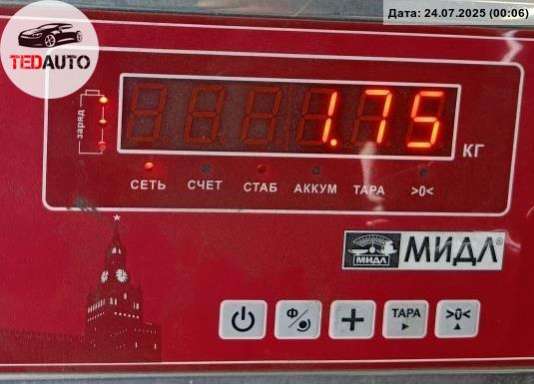 Дата: 24.07.2025 (00:06)
TEDAUTO
заряд
1.75
КГ
СЕТЬ СЧЕТ СТАБ АККУМ ТАРА >0<
МИДЛ МИДЛ®
Ф ТАРА >0<